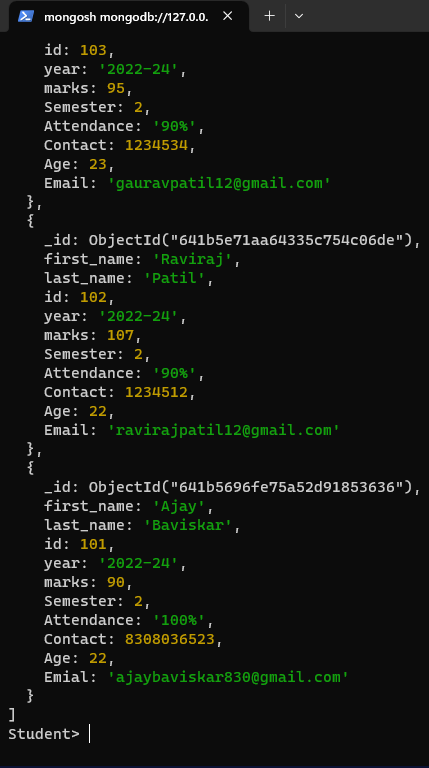 mongosh mongodb://127.0.0.
id: 103,
year: '2022-24',
marks: 95,
Semester: 2,
Attendance: '90%',
Contact: 1234534,
Age: 23,
Email: 'gauravpatil12@gmail.com'
},
{
_id: ObjectId("641b5e71aa64335c754c06de"),
first_name: 'Raviraj',
last_name: 'Patil',
id: 102,
year: '2022-24',
marks: 107,
Semester: 2,
Attendance: '90%',
Contact: 1234512,
Age: 22,
Email: 'ravirajpatil12@gmail.com'
},
{
_id: ObjectId("641b5696fe75a52d91853636"),
first_name: 'Ajay',
last_name: 'Baviskar',
id: 101,
year: '2022-24',
marks: 90,
Semester: 2,
Attendance: '100%',
Contact: 8308036523,
Age: 22,
Emial: 'ajaybaviskar830@gmail.com'
}
]
Student>